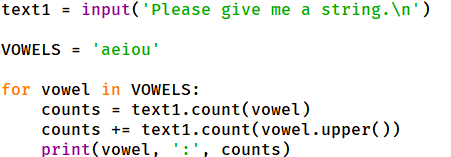 text1 = input('Please give me a string.\n')
VOWELS = 'aeiou'
for vowel in VOWELS:
    counts = text1.count(vowel)
    counts += text1.count(vowel.upper())
    print(vowel, ':', counts)